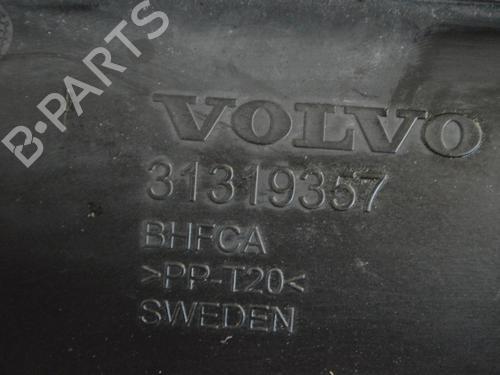 B-PARTS
VOLVO
31319357
BHFCA
>PP-T20<
SWEDEN